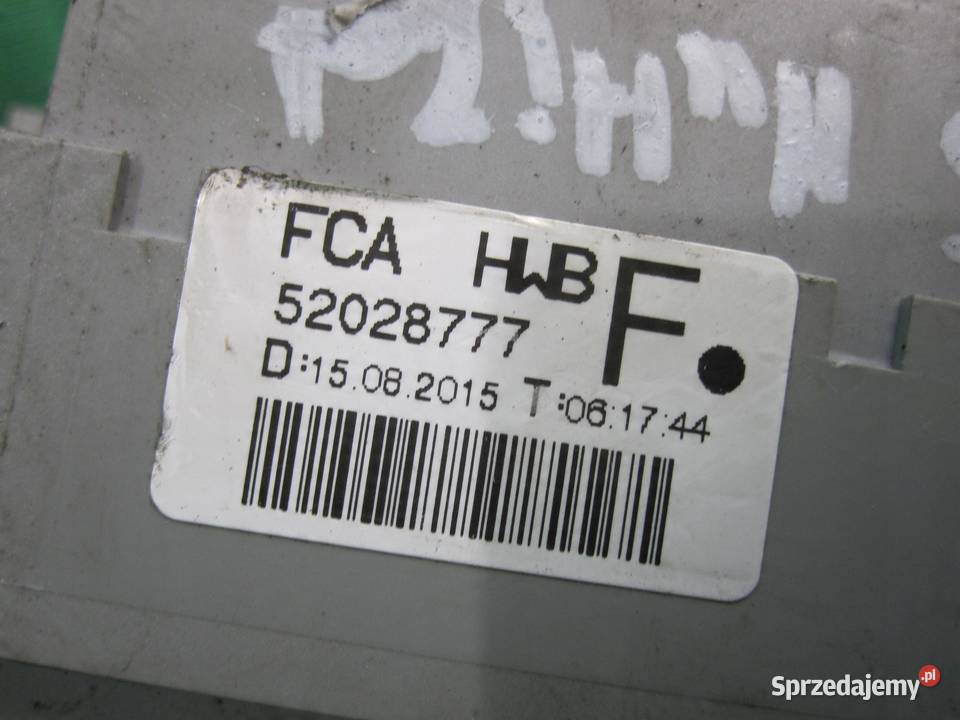 FCA HWB F.
52028777
D:15.08.2015 T:06:17:44
Sprzedajemy.pl